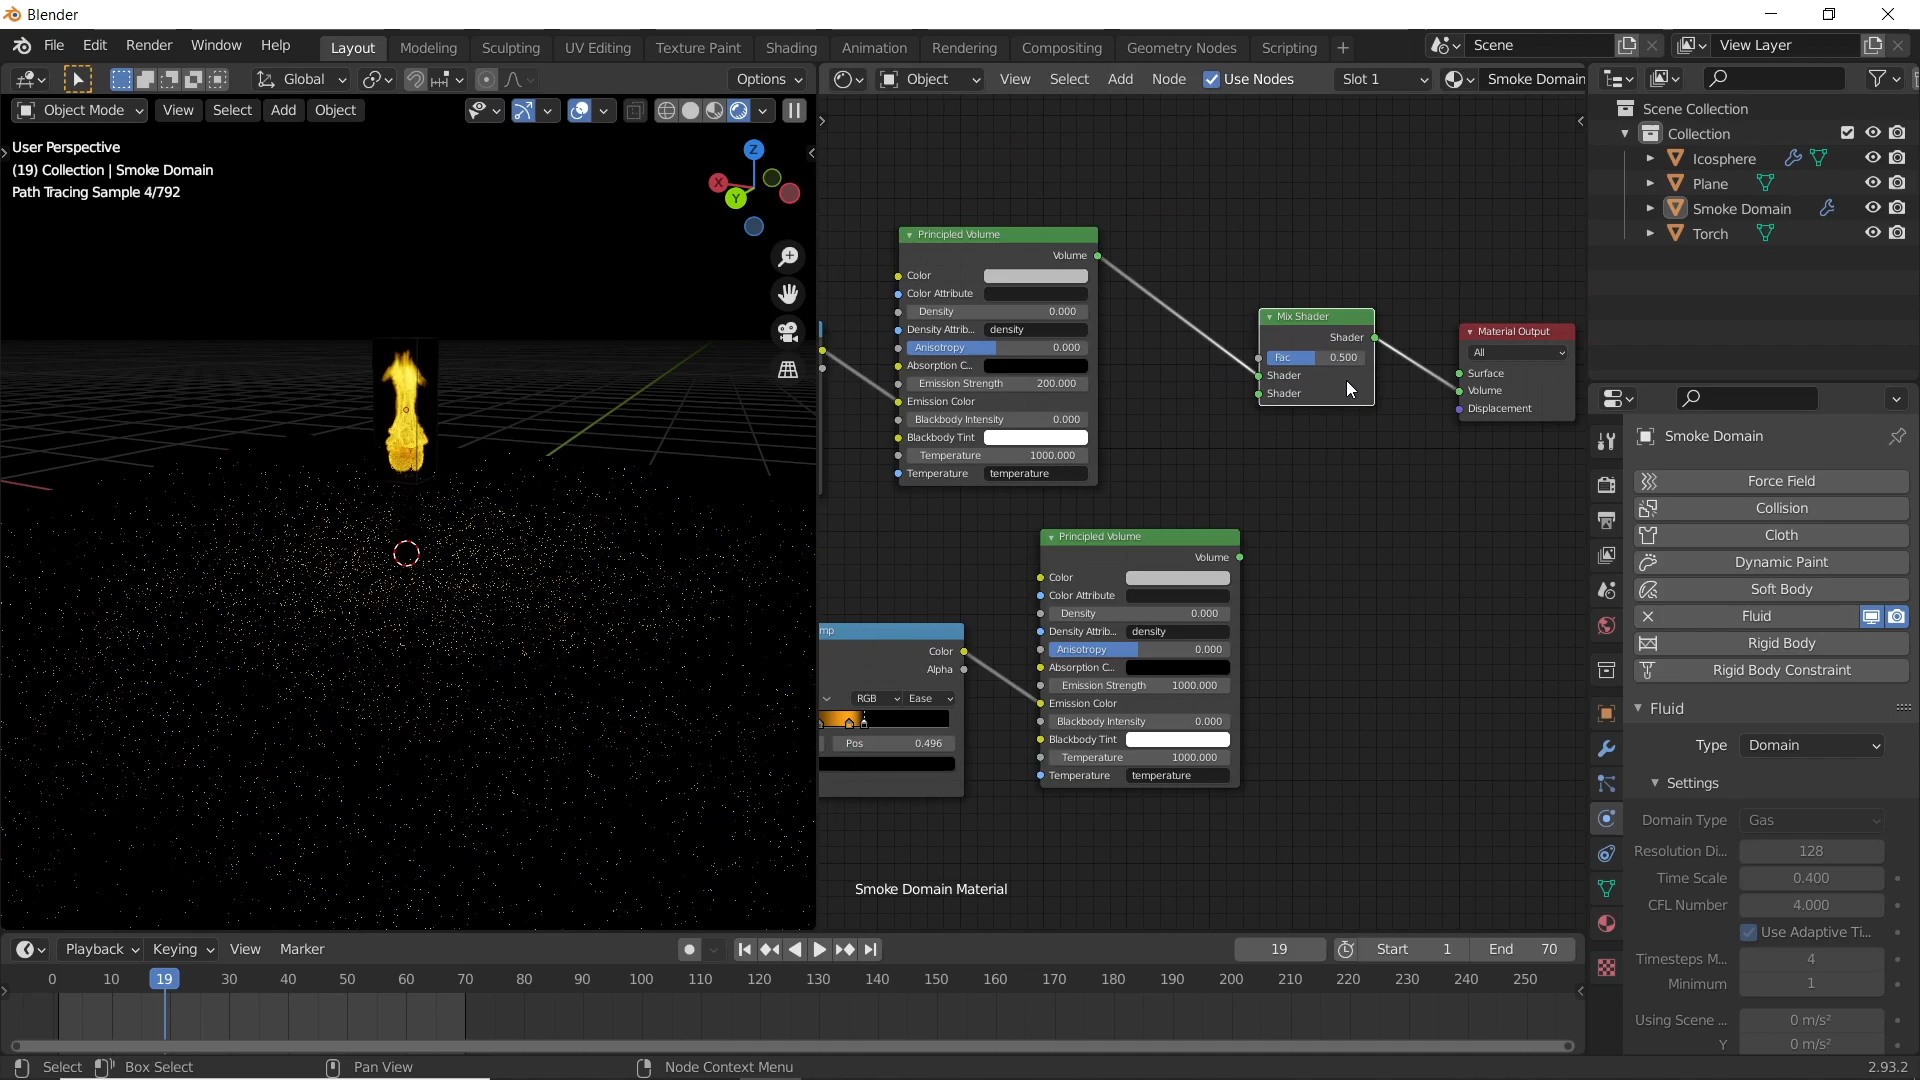 Blender
File Edit Render Window Help Layout Modeling Sculpting UV Editing Texture Paint Shading Animation Rendering Compositing Geometry Nodes Scripting Scene View Layer
Global Options Object View Select Add Node Use Nodes Slot 1 Smoke Domain
Object Mode View Select Add Object
User Perspective
(19) Collection | Smoke Domain
Path Tracing Sample 4/792
Z
X
Y
Principled Volume
Volume
Color
Color Attribute
Density 0.000
Density Attrib... density
Anisotropy 0.000
Absorption C...
Emission Strength 200.000
Emission Color
Blackbody Intensity 0.000
Blackbody Tint
Temperature 1000.000
Temperature temperature
Mix Shader
Shader
Fac 0.500
Shader
Shader
Material Output
All
Surface
Volume
Displacement
mp
Color
Alpha
RGB Ease
Pos 0.496
Principled Volume
Volume
Color
Color Attribute
Density 0.000
Density Attrib... density
Anisotropy 0.000
Absorption C...
Emission Strength 1000.000
Emission Color
Blackbody Intensity 0.000
Blackbody Tint
Temperature 1000.000
Temperature temperature
Smoke Domain Material
Scene Collection
Collection
Icosphere
Plane
Smoke Domain
Torch
Smoke Domain
Force Field
Collision
Cloth
Dynamic Paint
Soft Body
Fluid
Rigid Body
Rigid Body Constraint
Fluid
Type Domain
Settings
Domain Type Gas
Resolution Di... 128
Time Scale 0.400
CFL Number 4.000
Use Adaptive Ti...
Timesteps M... 4
Minimum 1
Using Scene ... 0 m/s²
Y 0 m/s²
Playback Keying View Marker 19 Start 1 End 70
0 10 19 30 40 50 60 70 80 90 100 110 120 130 140 150 160 170 180 190 200 210 220 230 240 250
Select Box Select Pan View Node Context Menu 2.93.2